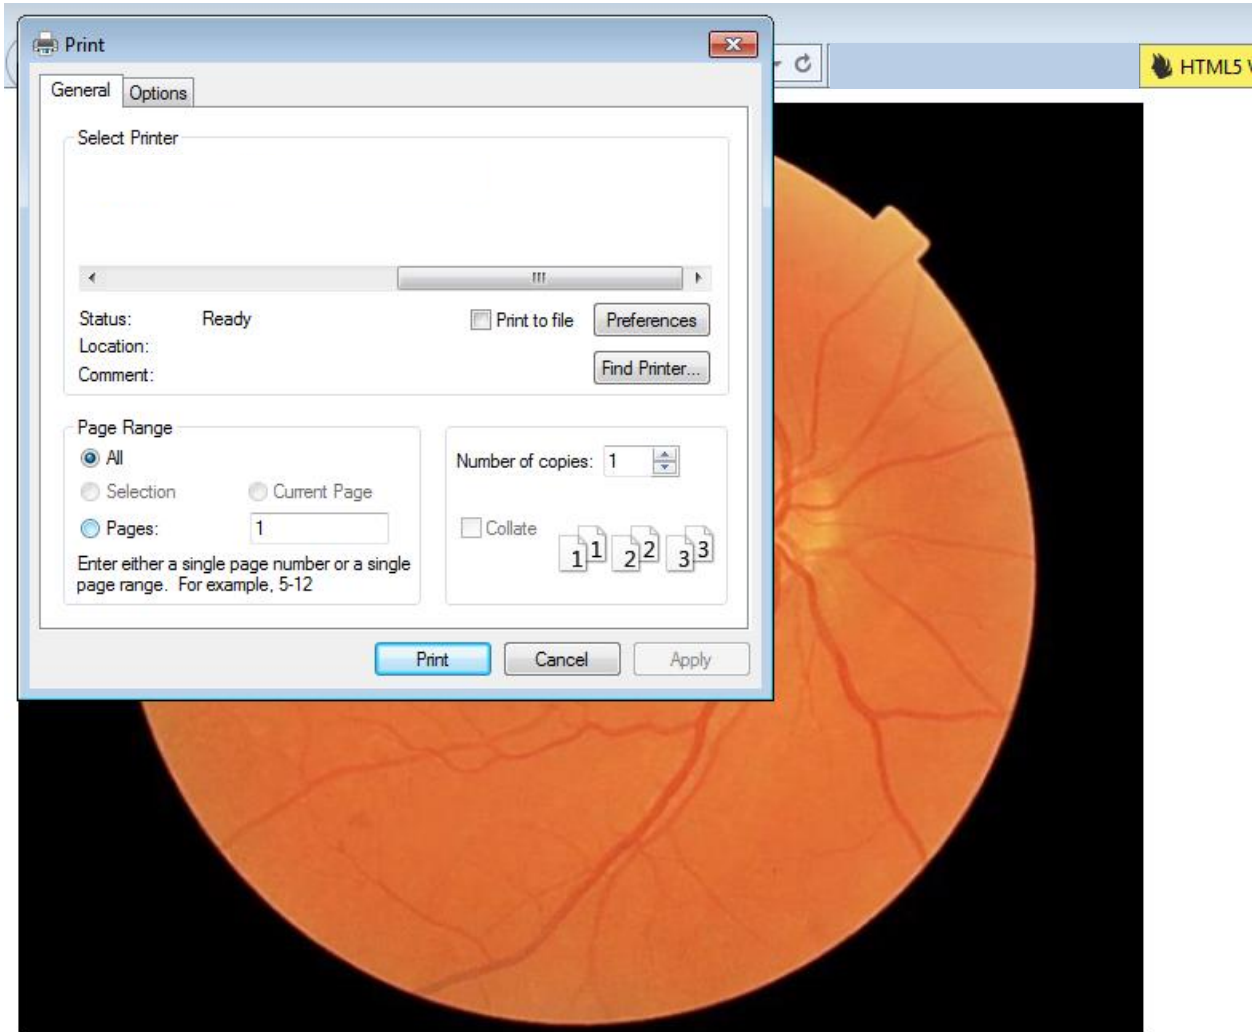 Print
HTML5
General Options
Select Printer
Status: Ready
Print to file Preferences
Location:
Comment:
Find Printer...
Page Range
All
Number of copies: 1
Selection Current Page
Pages: 1
Collate
1 1 2 2 3 3
Enter either a single page number or a single
page range. For example, 5-12
Print Cancel Apply